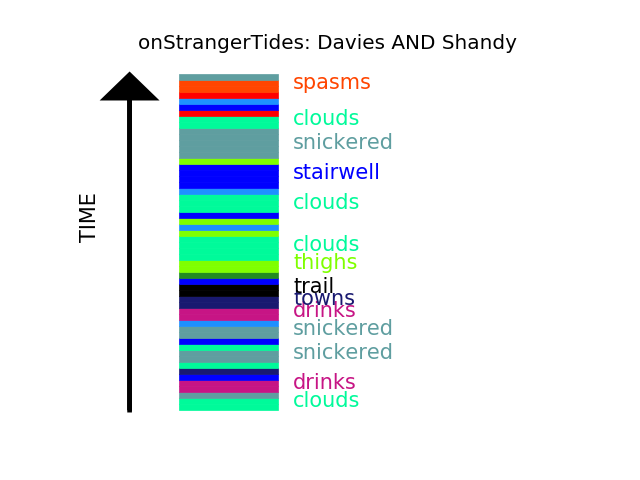 onStrangerTides: Davies AND Shandy
TIME
spasms
clouds
snickered
stairwell
clouds
clouds
thighs
trail
towns
drinks
snickered
snickered
drinks
clouds